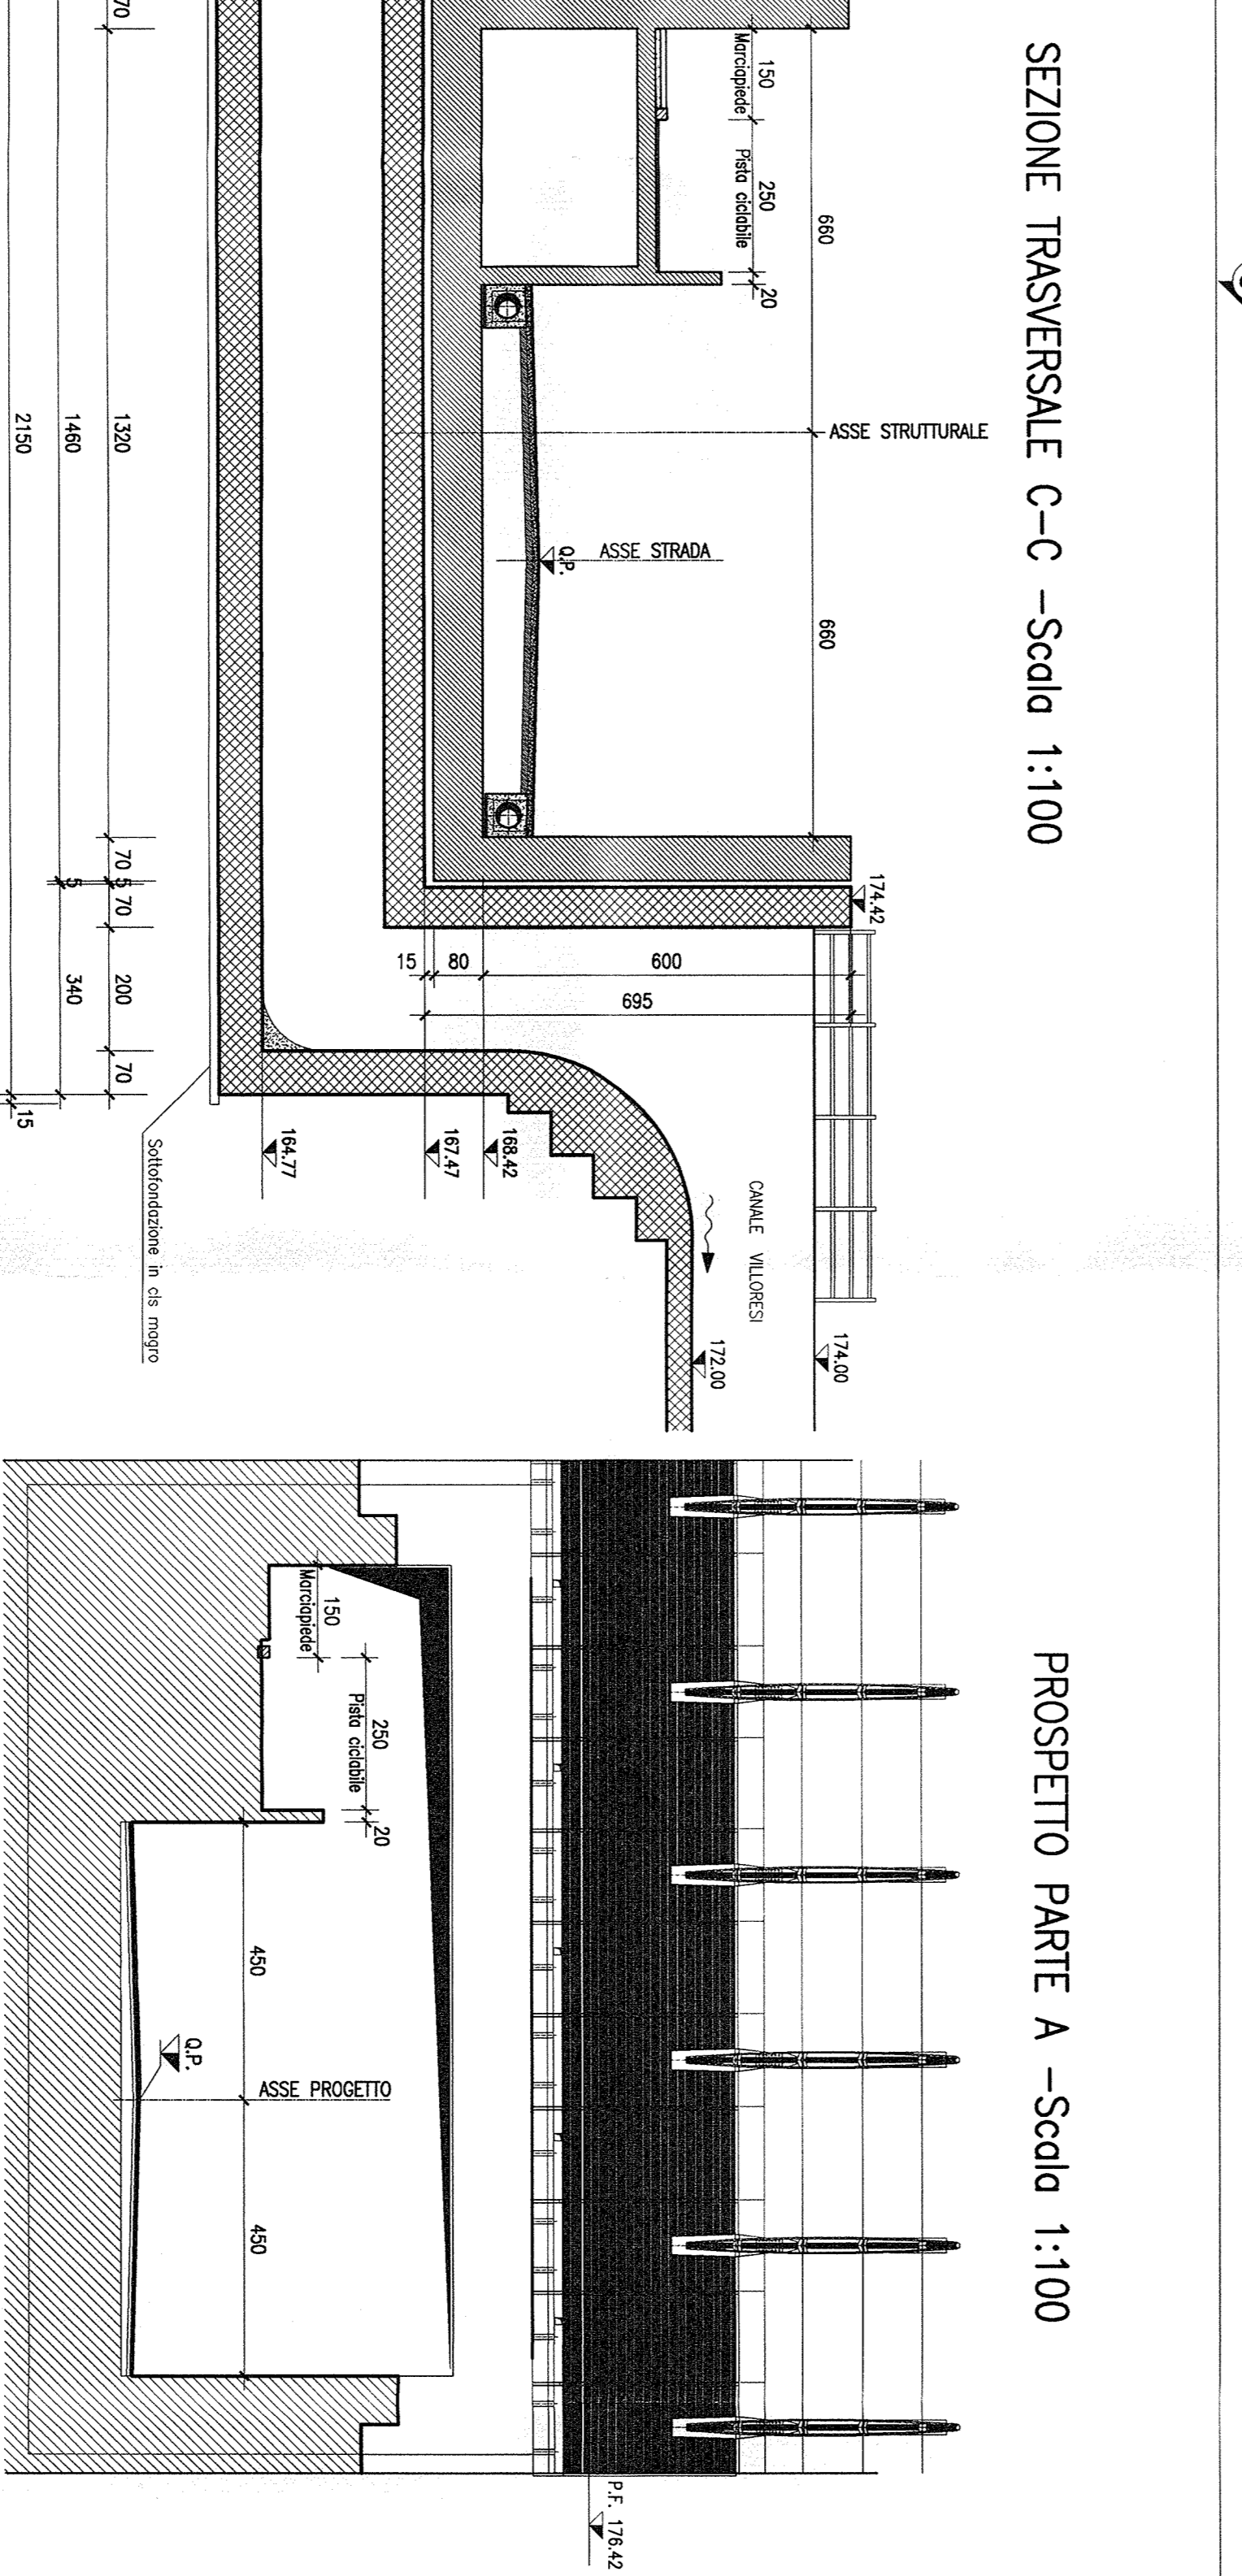 SEZIONE TRASVERSALE C-C -Scala 1:100
660
660
150
Marciapiede
250
Pista ciclabile
20
ASSE STRUTTURALE
ASSE STRADA
Q.P.
174.42
174.00
CANALE VILLORESI
172.00
600
80
15
695
168.42
167.47
164.77
70
1320
70
5
70
200
70
1460
5
340
2150
15
Sottofondazione in cls magro
PROSPETTO PARTE A -Scala 1:100
P.F. 176.42
150
Marciapiede
250
Pista ciclabile
20
450
450
ASSE PROGETTO
Q.P.